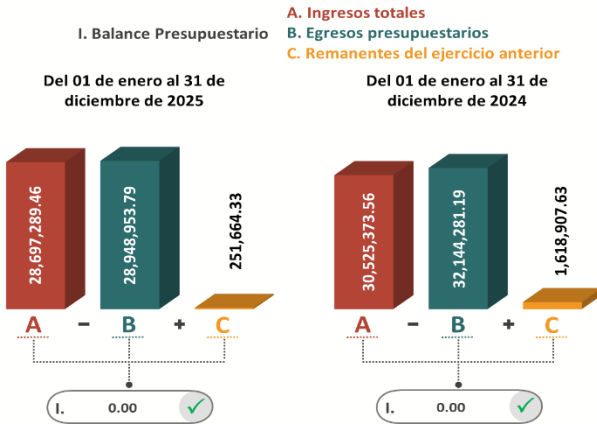 A. Ingresos totales
I. Balance Presupuestario
B. Egresos presupuestarios
C. Remanentes del ejercicio anterior
Del 01 de enero al 31 de
diciembre de 2025
28,697,289.46
28,948,953.79
251,664.33
A – B + C
I. 0.00
Del 01 de enero al 31 de
diciembre de 2024
30,525,373.56
32,144,281.19
1,618,907.63
A – B + C
I. 0.00